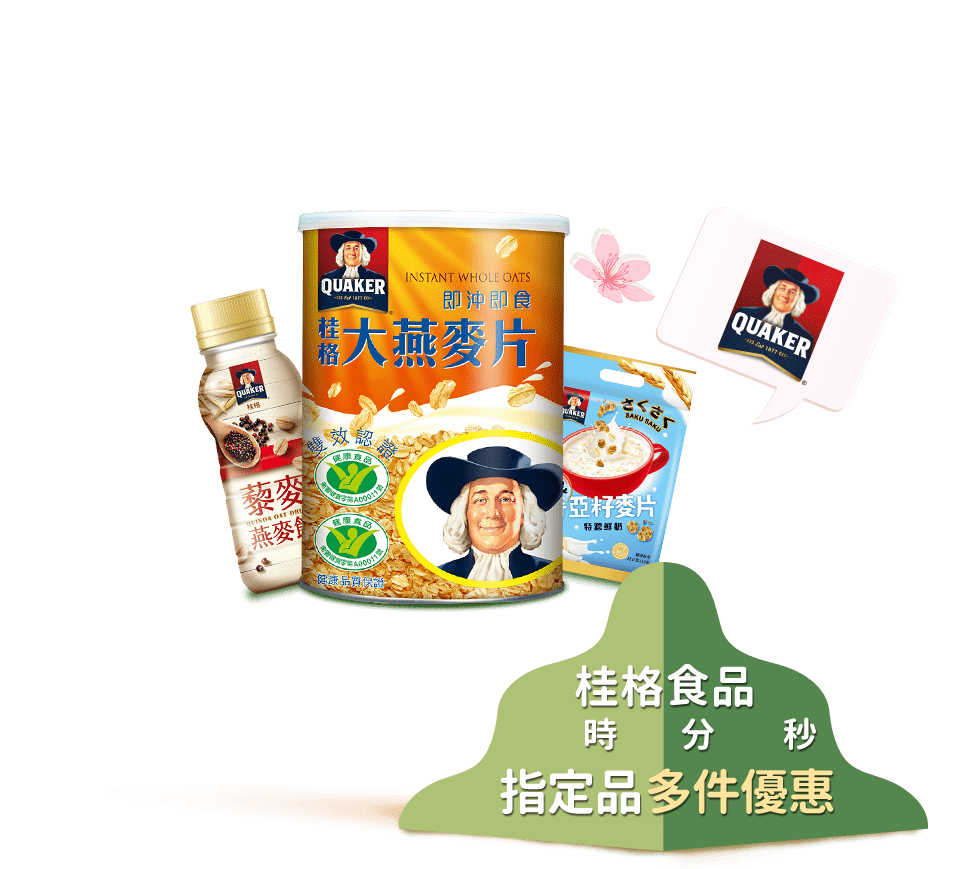 QUAKER
INSTANT WHOLE OATS
即沖即食
桂格
大燕麥片
雙效認證
健康食品
健康食品
健康品質保證
QUAKER
桂格
藜麥
QUINOA OAT
燕麥
QUAKER
さくさく
SAKU SAKU
亞籽麥片
特濃鮮奶
QUAKER
桂格食品
時 分 秒
指定品多件優惠